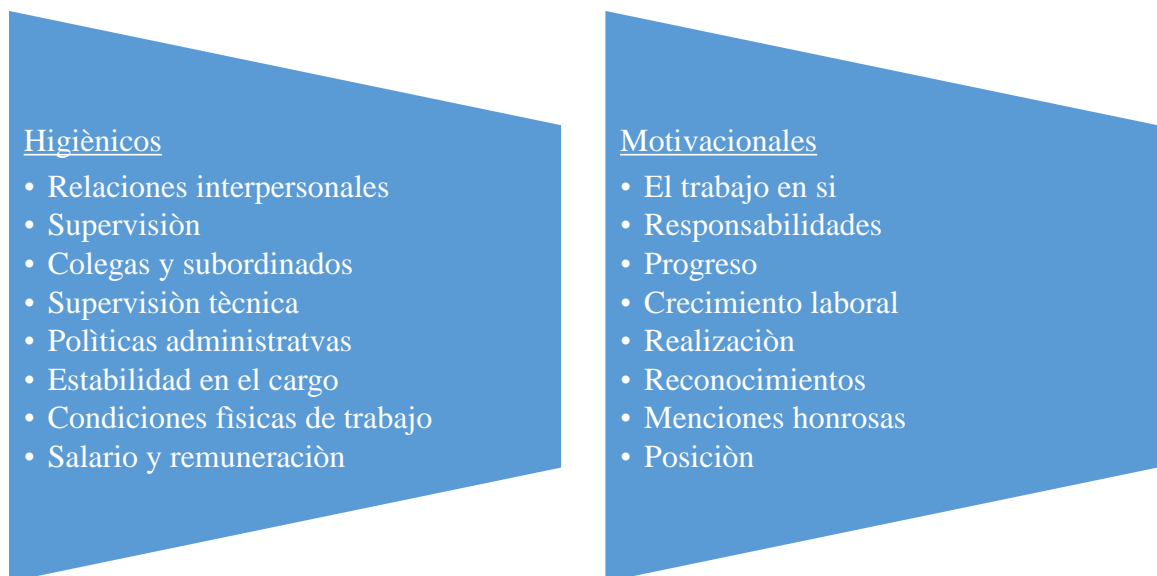 Higiènicos
• Relaciones interpersonales
• Supervisiòn
• Colegas y subordinados
• Supervisiòn tècnica
• Polìticas administratvas
• Estabilidad en el cargo
• Condiciones fìsicas de trabajo
• Salario y remuneraciòn
Motivacionales
• El trabajo en si
• Responsabilidades
• Progreso
• Crecimiento laboral
• Realizaciòn
• Reconocimientos
• Menciones honrosas
• Posiciòn